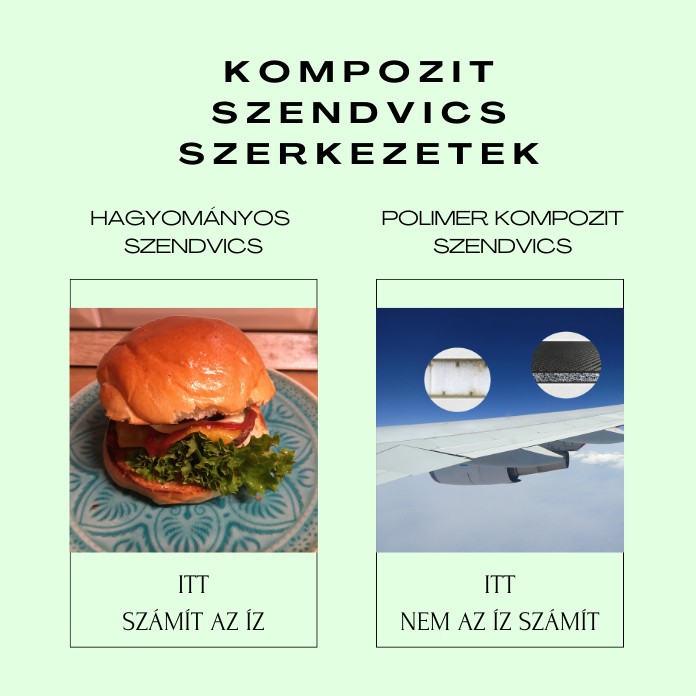 KOMPOZIT
SZENDVICS
SZERKEZETEK
HAGYOMÁNYOS
SZENDVICS
POLIMER KOMPOZIT
SZENDVICS
ITT
SZÁMÍT AZ ÍZ
ITT
NEM AZ ÍZ SZÁMÍT